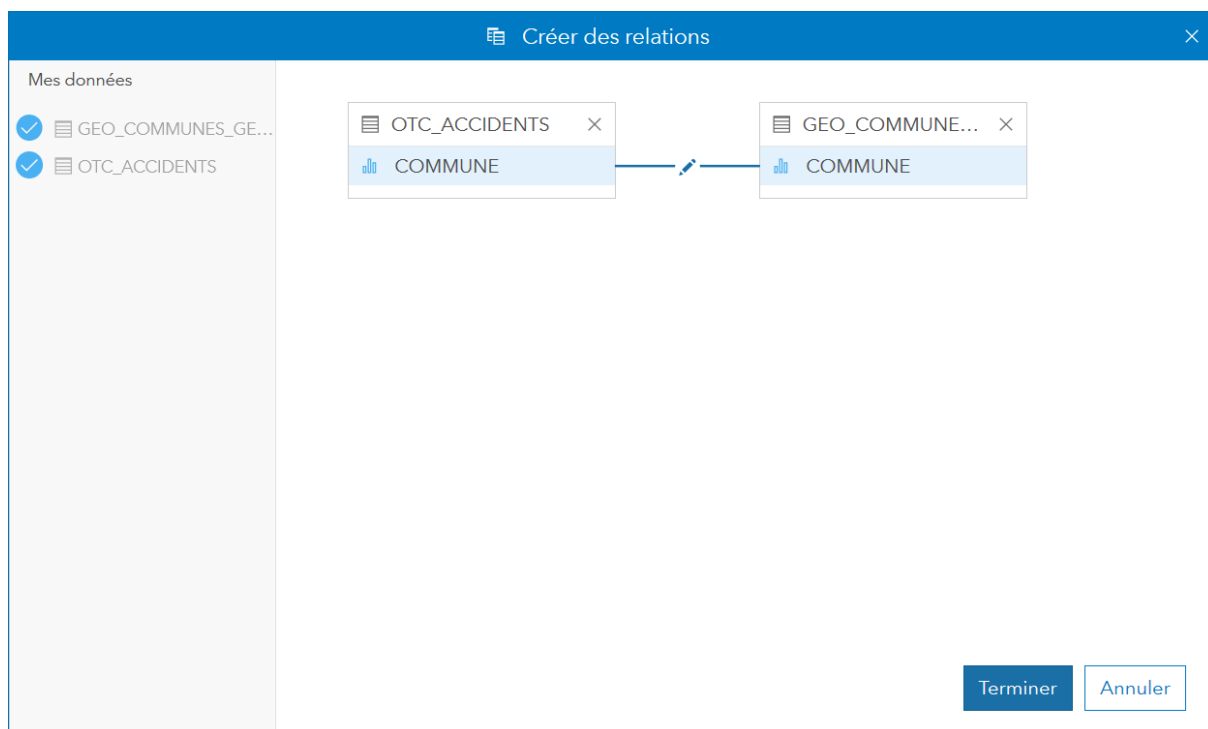 Créer des relations
Mes données
GEO_COMMUNES_GE...
OTC_ACCIDENTS
OTC_ACCIDENTS
COMMUNE
GEO_COMMUNE...
COMMUNE
Terminer
Annuler